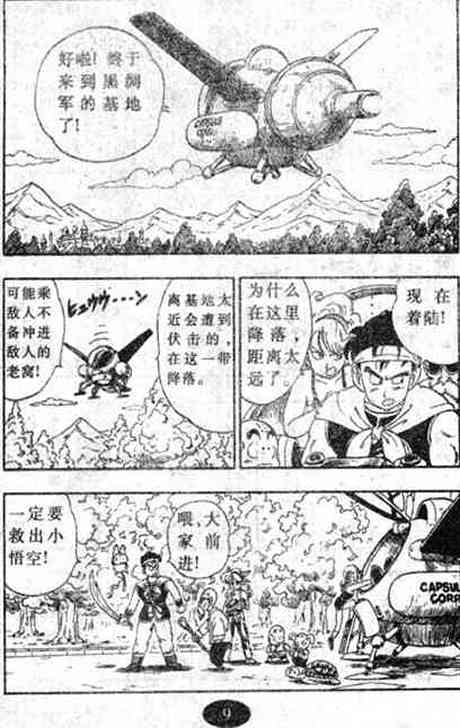 好啦! 终于
来到黑洞
军的基地
了!
CAPSULE
CORP.
现在
着陆!
为什么
在这里
降落,
距离太
远了。
离基地太
近会遭到
伏击的,
在这一带
降落。
ヒュウウ---ン
可能乘
敌人不
备冲进
敌人的
老窝!
喂,大
家前
进!
一定要
救出小
悟空!
CAPSUL
CORP
9